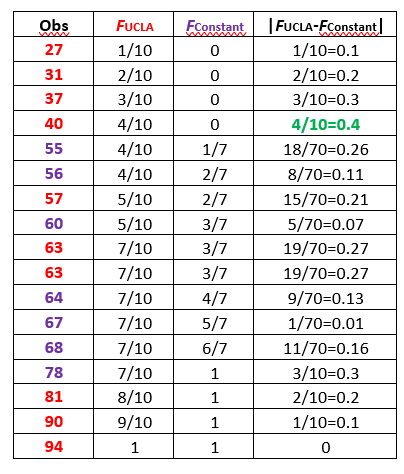 Obs FUCLA FConstant |FUCLA-FConstant|
27 1/10 0 1/10=0.1
31 2/10 0 2/10=0.2
37 3/10 0 3/10=0.3
40 4/10 0 4/10=0.4
55 4/10 1/7 18/70=0.26
56 4/10 2/7 8/70=0.11
57 5/10 2/7 15/70=0.21
60 5/10 3/7 5/70=0.07
63 7/10 3/7 19/70=0.27
63 7/10 3/7 19/70=0.27
64 7/10 4/7 9/70=0.13
67 7/10 5/7 1/70=0.01
68 7/10 6/7 11/70=0.16
78 7/10 1 3/10=0.3
81 8/10 1 2/10=0.2
90 9/10 1 1/10=0.1
94 1 1 0